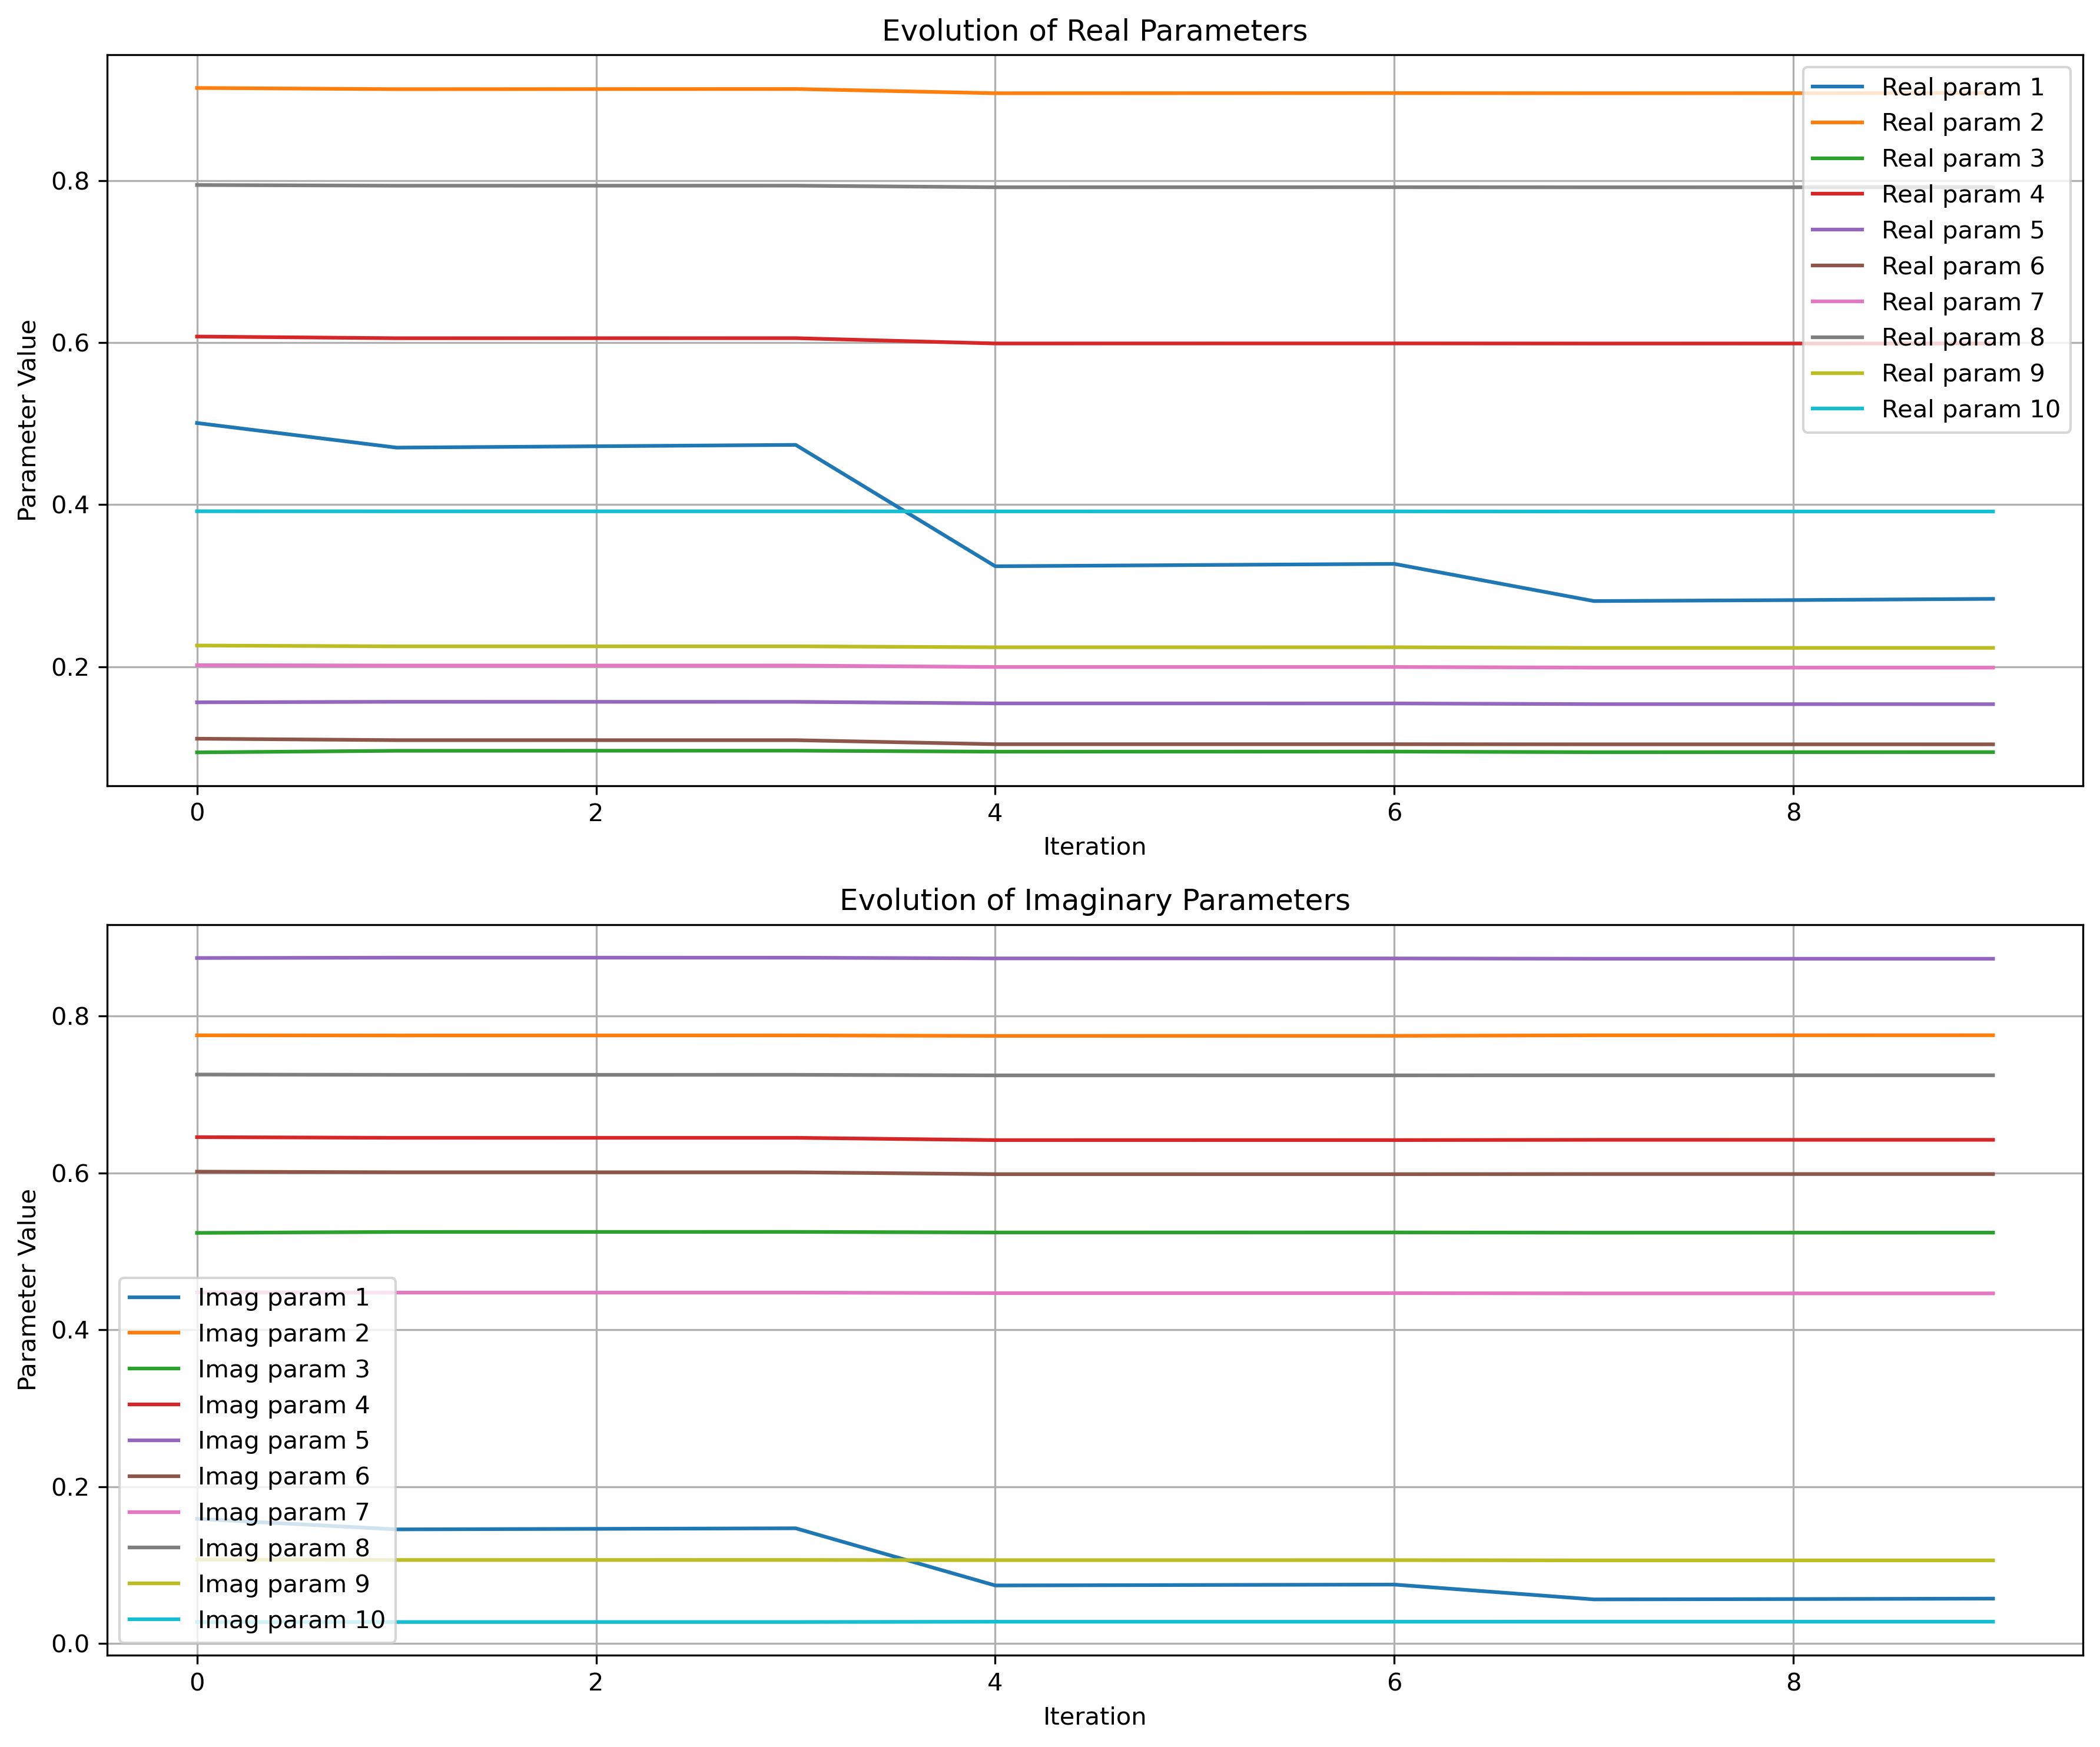 Evolution of Real Parameters
Parameter Value
0.8
0.6
0.4
0.2
Real param 1
Real param 2
Real param 3
Real param 4
Real param 5
Real param 6
Real param 7
Real param 8
Real param 9
Real param 10
0 2 4 6 8
Iteration
Evolution of Imaginary Parameters
Parameter Value
0.8
0.6
0.4
0.2
0.0
Imag param 1
Imag param 2
Imag param 3
Imag param 4
Imag param 5
Imag param 6
Imag param 7
Imag param 8
Imag param 9
Imag param 10
0 2 4 6 8
Iteration